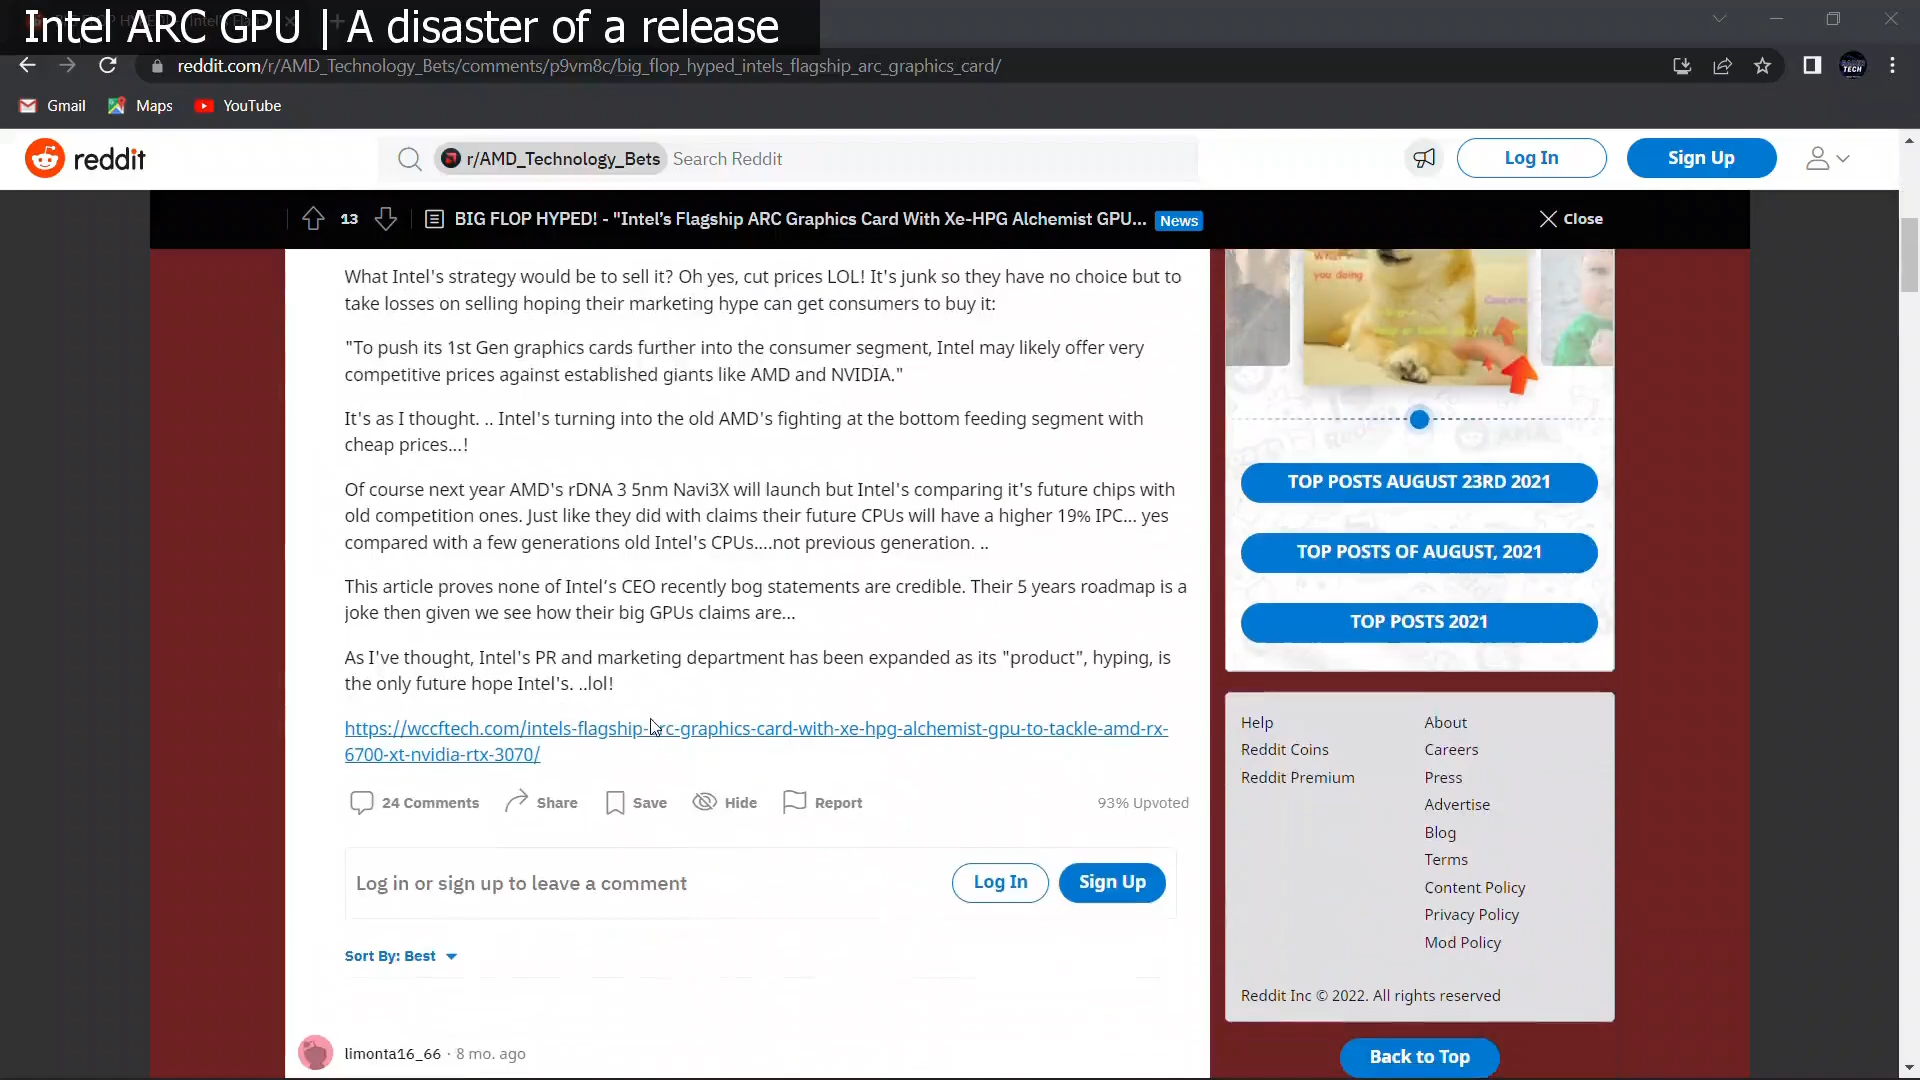 Intel ARC GPU | A disaster of a release
reddit.com/r/AMD_Technology_Bets/comments/p9vm8c/big_flop_hyped_intels_flagship_arc_graphics_card/
TECH
Gmail Maps YouTube
reddit r/AMD_Technology_Bets Search Reddit Log In Sign Up
13 BIG FLOP HYPED! - "Intel’s Flagship ARC Graphics Card With Xe-HPG Alchemist GPU... News Close
What Intel's strategy would be to sell it? Oh yes, cut prices LOL! It's junk so they have no choice but to
take losses on selling hoping their marketing hype can get consumers to buy it:
"To push its 1st Gen graphics cards further into the consumer segment, Intel may likely offer very
competitive prices against established giants like AMD and NVIDIA."
It's as I thought. .. Intel's turning into the old AMD's fighting at the bottom feeding segment with
cheap prices...!
Of course next year AMD's rDNA 3 5nm Navi3X will launch but Intel's comparing it's future chips with
old competition ones. Just like they did with claims their future CPUs will have a higher 19% IPC... yes
compared with a few generations old Intel's CPUs....not previous generation. ..
This article proves none of Intel’s CEO recently bog statements are credible. Their 5 years roadmap is a
joke then given we see how their big GPUs claims are...
As I've thought, Intel's PR and marketing department has been expanded as its "product", hyping, is
the only future hope Intel's. ..lol!
https://wccftech.com/intels-flagship-arc-graphics-card-with-xe-hpg-alchemist-gpu-to-tackle-amd-rx-
6700-xt-nvidia-rtx-3070/
24 Comments Share Save Hide Report 93% Upvoted
Log in or sign up to leave a comment Log In Sign Up
Sort By: Best
limonta16_66 · 8 mo. ago
you doing
TOP POSTS AUGUST 23RD 2021
TOP POSTS OF AUGUST, 2021
TOP POSTS 2021
Help About
Reddit Coins Careers
Reddit Premium Press
Advertise
Blog
Terms
Content Policy
Privacy Policy
Mod Policy
Reddit Inc © 2022. All rights reserved
Back to Top